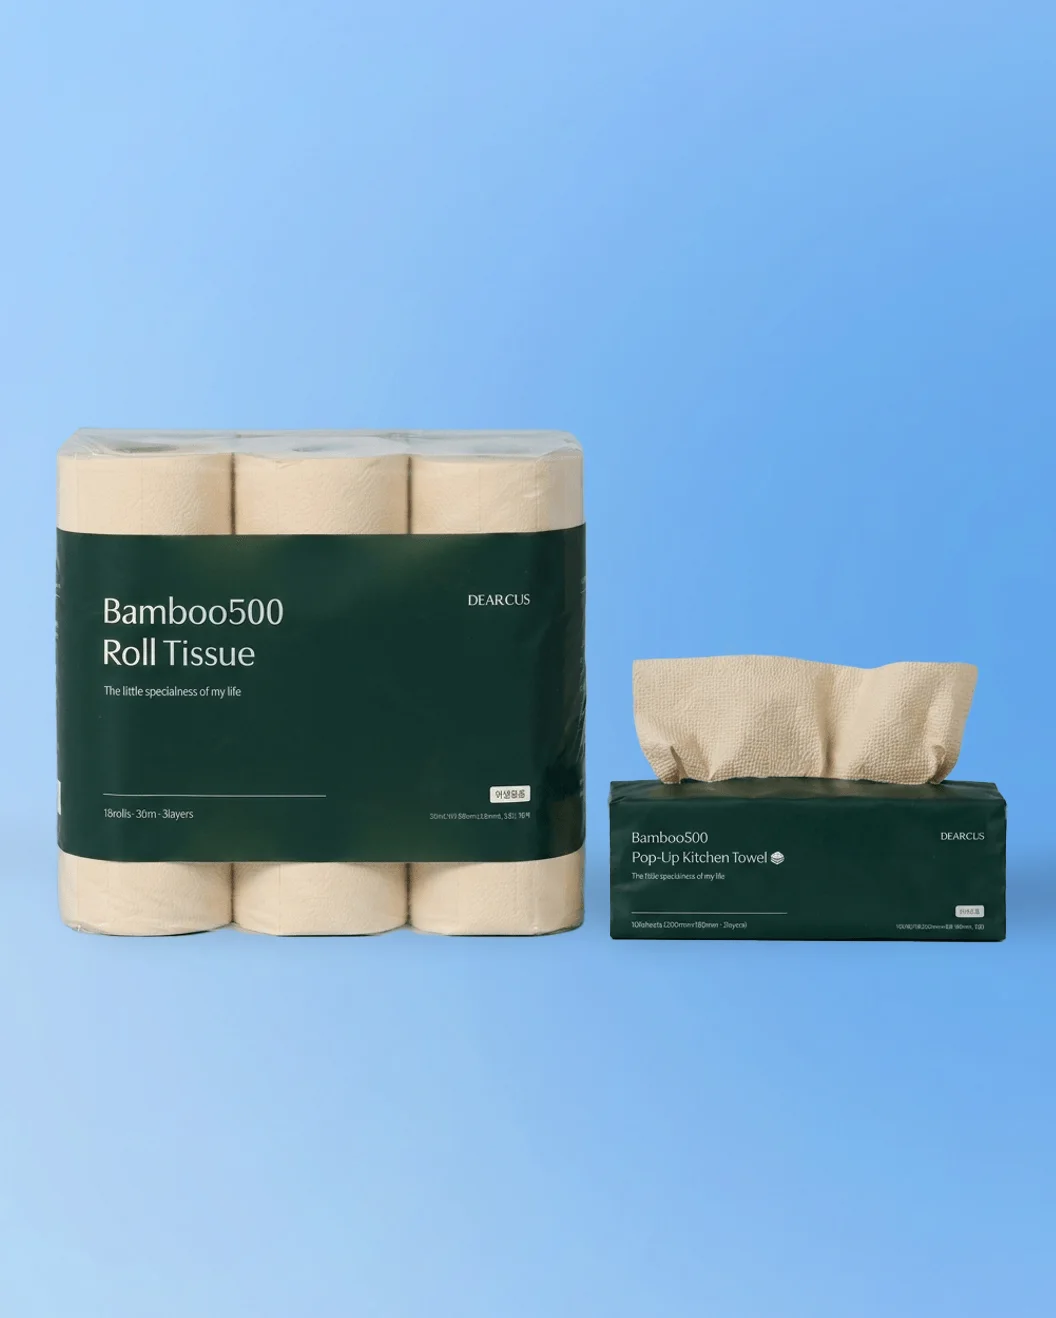 Bamboo500
Roll Tissue
DEARCUS
The little specialness of my life
18rolls · 30m · 3layers
Bamboo500
Pop-Up Kitchen Towel
DEARCUS
The little specialness of my life